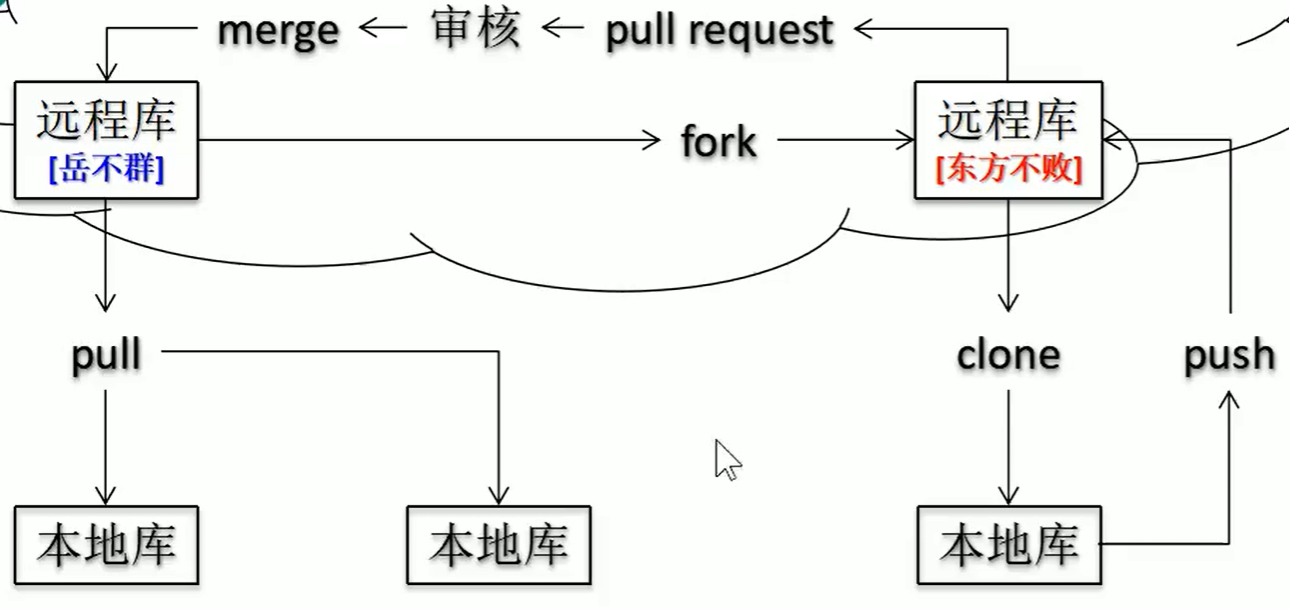 merge
审核
pull request
远程库
[岳不群]
fork
远程库
[东方不败]
pull
clone
push
本地库
本地库
本地库